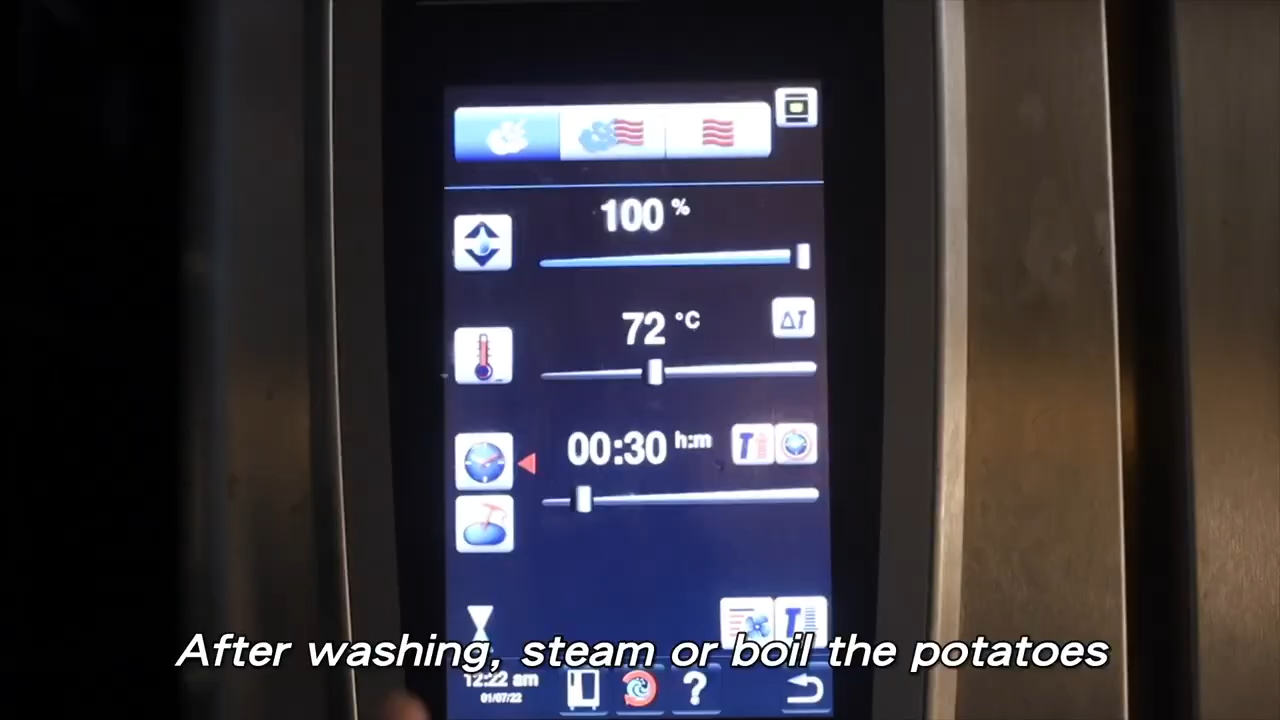 100 %
72 °C
ΔT
00:30 h:m
T
T
After washing, steam or boil the potatoes
12:22 am
01/07/22
?